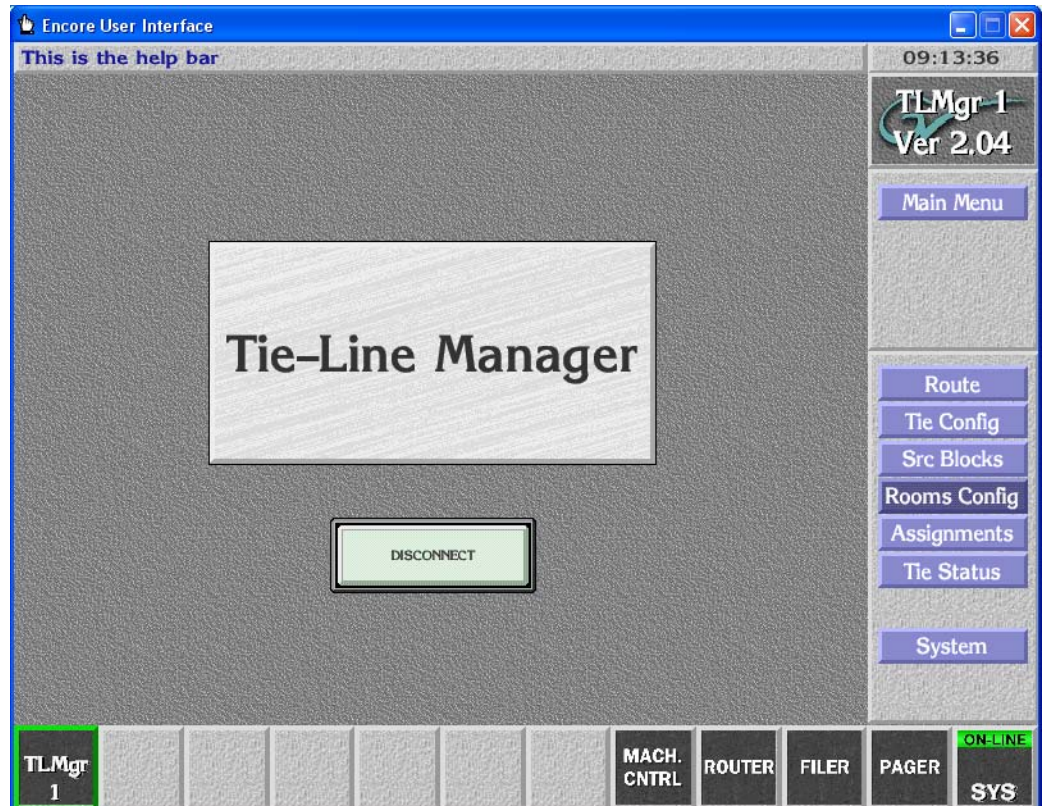 Encore User Interface
This is the help bar
09:13:36
TLMgr 1
Ver 2.04
Main Menu
Tie-Line Manager
DISCONNECT
Route
Tie Config
Src Blocks
Rooms Config
Assignments
Tie Status
System
TLMgr
1
MACH.
CNTRL
ROUTER
FILER
PAGER
ON-LINE
SYS